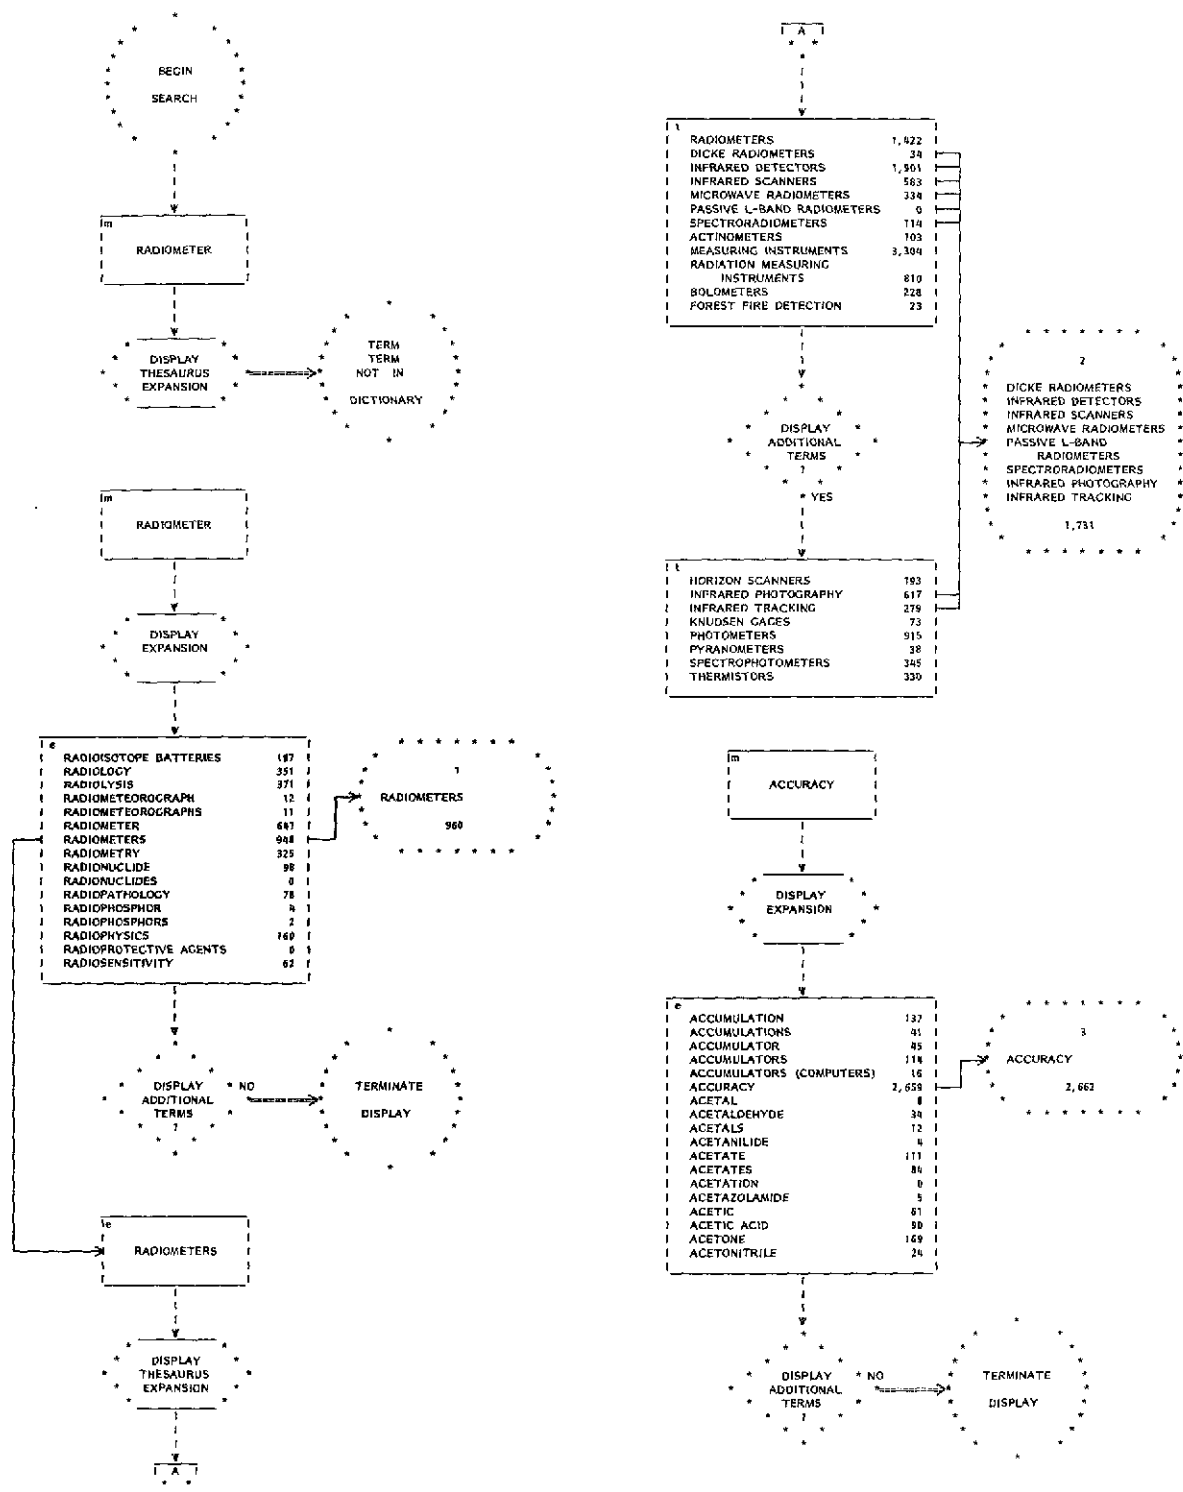 BEGIN
SEARCH
m
RADIOMETER
DISPLAY
THESAURUS
EXPANSION
TERM
TERM
NOT IN
DICTIONARY
m
RADIOMETER
DISPLAY
EXPANSION
e
RADIOISOTOPE BATTERIES
RADIOLOGY 351
RADIOLYSIS 371
RADIOMETEOROGRAPH 12
RADIOMETEOROGRAPHS 11
RADIOMETER
RADIOMETERS 948
RADIOMETRY 325
RADIONUCLIDE 98
RADIONUCLIDES 0
RADIOPATHOLOGY 78
RADIOPHOSPHOR 4
RADIOPHOSPHORS 2
RADIOPHYSICS 160
RADIOPROTECTIVE AGENTS 0
RADIOSENSITIVITY 62
1
RADIOMETERS
960
DISPLAY
ADDITIONAL
TERMS
?
NO
TERMINATE
DISPLAY
e
RADIOMETERS
DISPLAY
THESAURUS
EXPANSION
A
A
t
RADIOMETERS 1,422
DICKE RADIOMETERS 34
INFRARED DETECTORS 1,901
INFRARED SCANNERS 583
MICROWAVE RADIOMETERS 334
PASSIVE L-BAND RADIOMETERS 0
SPECTRORADIOMETERS 114
ACTINOMETERS 103
MEASURING INSTRUMENTS 3,304
RADIATION MEASURING
INSTRUMENTS 810
BOLOMETERS 228
FOREST FIRE DETECTION 23
DISPLAY
ADDITIONAL
TERMS
?
YES
2
DICKE RADIOMETERS
INFRARED DETECTORS
INFRARED SCANNERS
MICROWAVE RADIOMETERS
PASSIVE L-BAND
RADIOMETERS
SPECTRORADIOMETERS
INFRARED PHOTOGRAPHY
INFRARED TRACKING
1,731
t
HORIZON SCANNERS 193
INFRARED PHOTOGRAPHY 617
INFRARED TRACKING 279
KNUDSEN GAGES 73
PHOTOMETERS 915
PYRANOMETERS 38
SPECTROPHOTOMETERS 345
THERMISTORS 330
m
ACCURACY
DISPLAY
EXPANSION
e
ACCUMULATION 137
ACCUMULATIONS 41
ACCUMULATOR 45
ACCUMULATORS 114
ACCUMULATORS (COMPUTERS) 16
ACCURACY 2,659
ACETAL 8
ACETALDEHYDE 34
ACETALS 12
ACETANILIDE 4
ACETATE 111
ACETATES 84
ACETATION 0
ACETAZOLAMIDE 5
ACETIC 61
ACETIC ACID 90
ACETONE 169
ACETONITRILE 24
3
ACCURACY
2,662
DISPLAY
ADDITIONAL
TERMS
?
NO
TERMINATE
DISPLAY